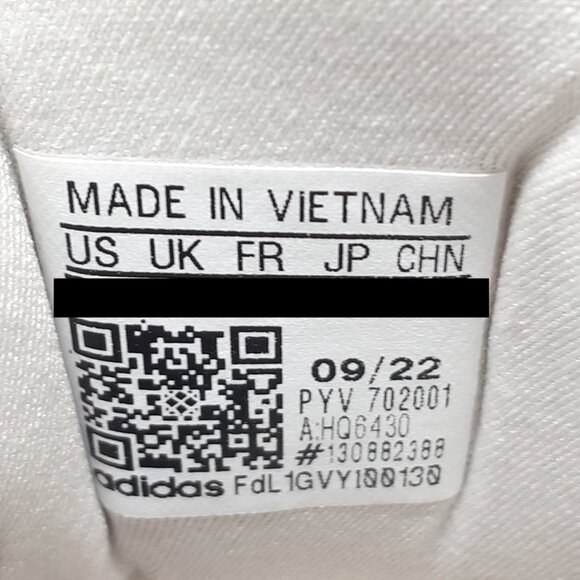 MADE IN ViETNAM
US UK FR JP CHN
09/22
PYV 702001
A:HQ6430
#130882388
adidas FdL1GVY100130